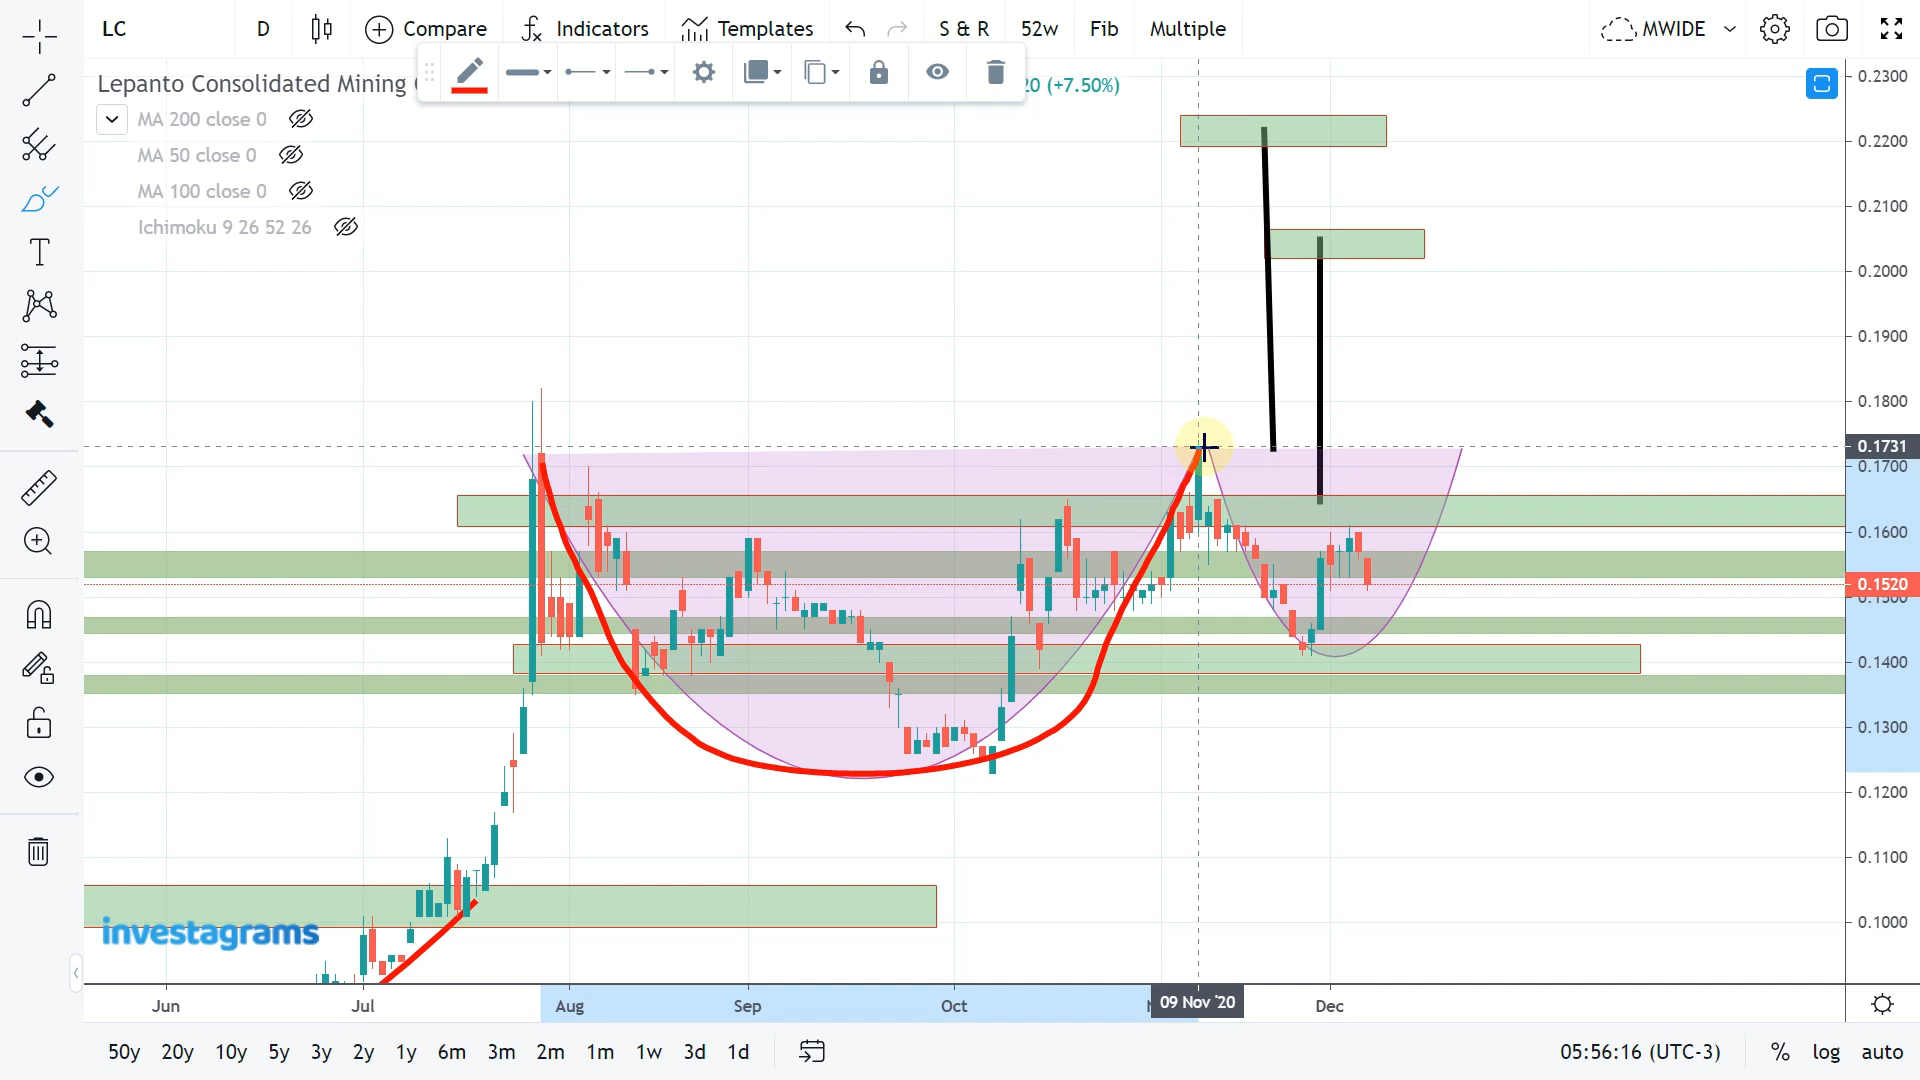 LC D Compare Indicators Templates S & R 52w Fib Multiple MWIDE
Lepanto Consolidated Mining 20 (+7.50%)
MA 200 close 0
MA 50 close 0
MA 100 close 0
Ichimoku 9 26 52 26
0.2300
0.2200
0.2100
0.2000
0.1900
0.1800
0.1731
0.1700
0.1600
0.1520
0.1500
0.1400
0.1300
0.1200
0.1100
0.1000
investagrams
Jun Jul Aug Sep Oct 09 Nov '20 Dec
50y 20y 10y 5y 3y 2y 1y 6m 3m 2m 1m 1w 3d 1d 05:56:16 (UTC-3) % log auto